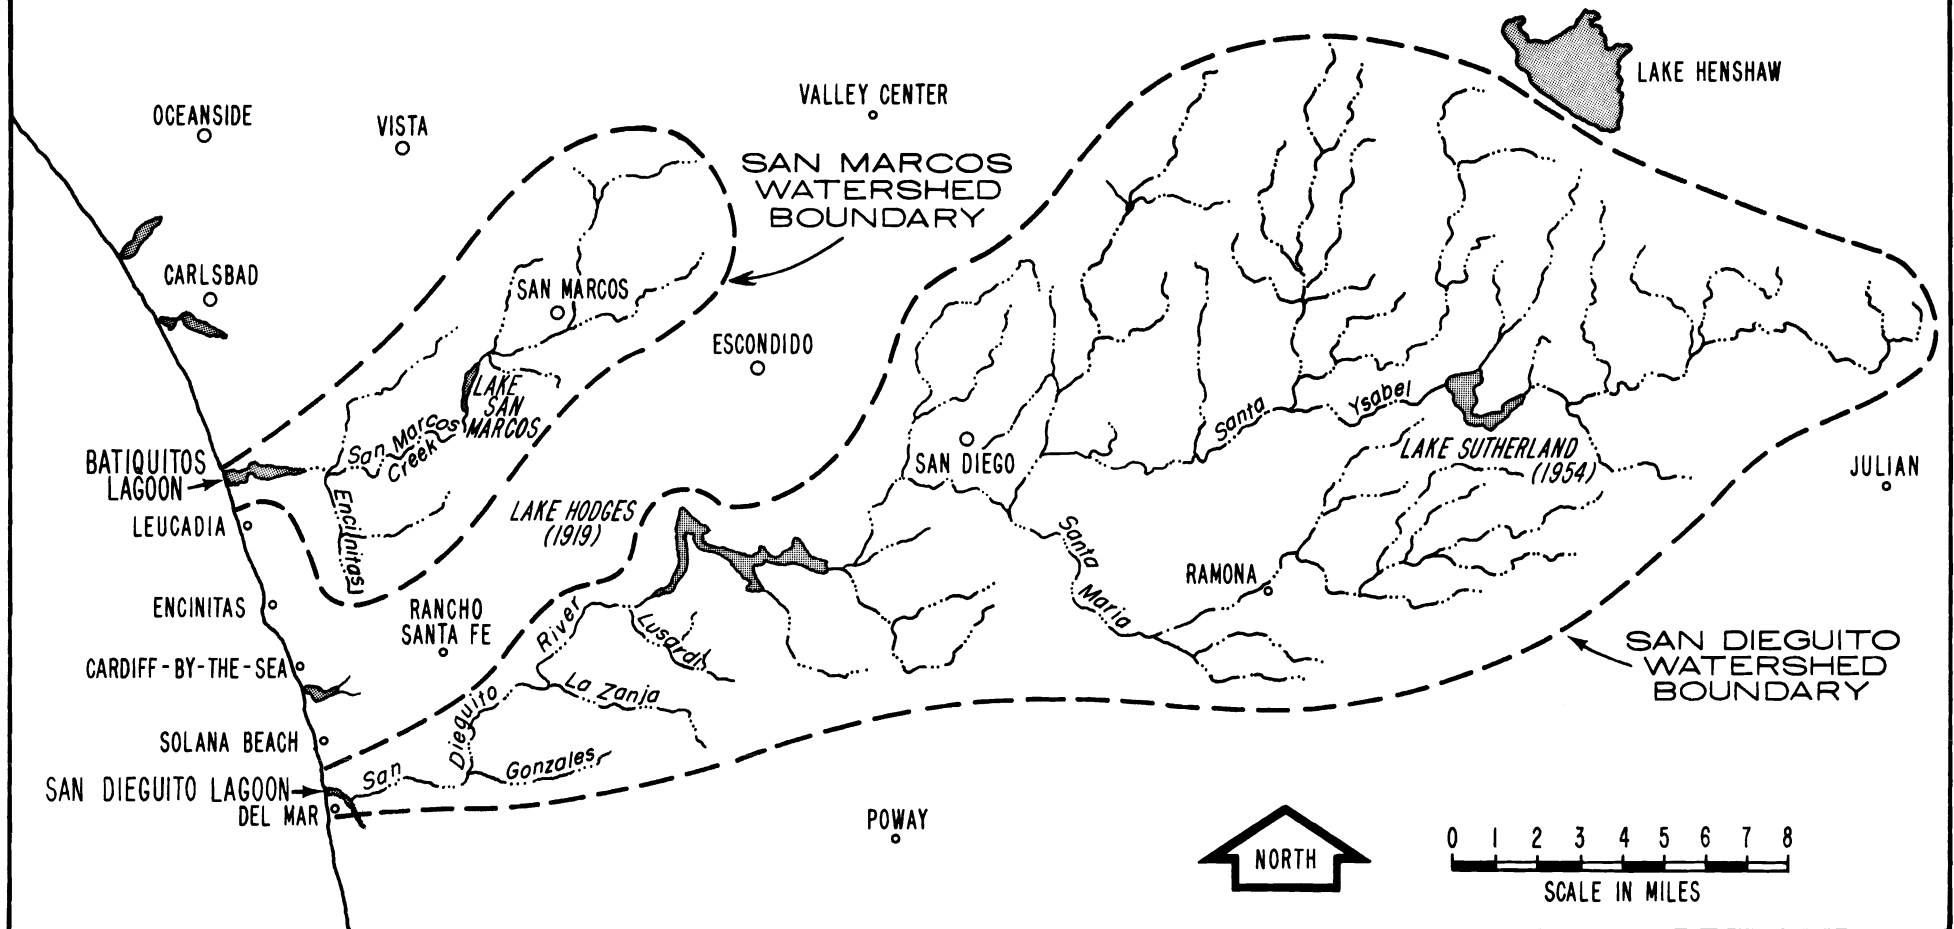 LAKE HENSHAW
VALLEY CENTER
OCEANSIDE
VISTA
SAN MARCOS
WATERSHED
BOUNDARY
CARLSBAD
SAN MARCOS
ESCONDIDO
LAKE
SAN
MARCOS
San Marcos
Creek
Santa
Ysabel
BATIQUITOS
LAGOON
LEUCADIA
Encinitas
SAN DIEGO
LAKE SUTHERLAND
(1954)
JULIAN
LAKE HODGES
(1919)
Santa
Maria
RAMONA
ENCINITAS
RANCHO
SANTA FE
River
Lusardi
SAN DIEGUITO
WATERSHED
BOUNDARY
CARDIFF-BY-THE-SEA
La Zanja
Dieguito
SOLANA BEACH
San
Gonzales
SAN DIEGUITO LAGOON
DEL MAR
POWAY
NORTH
0 1 2 3 4 5 6 7 8
SCALE IN MILES